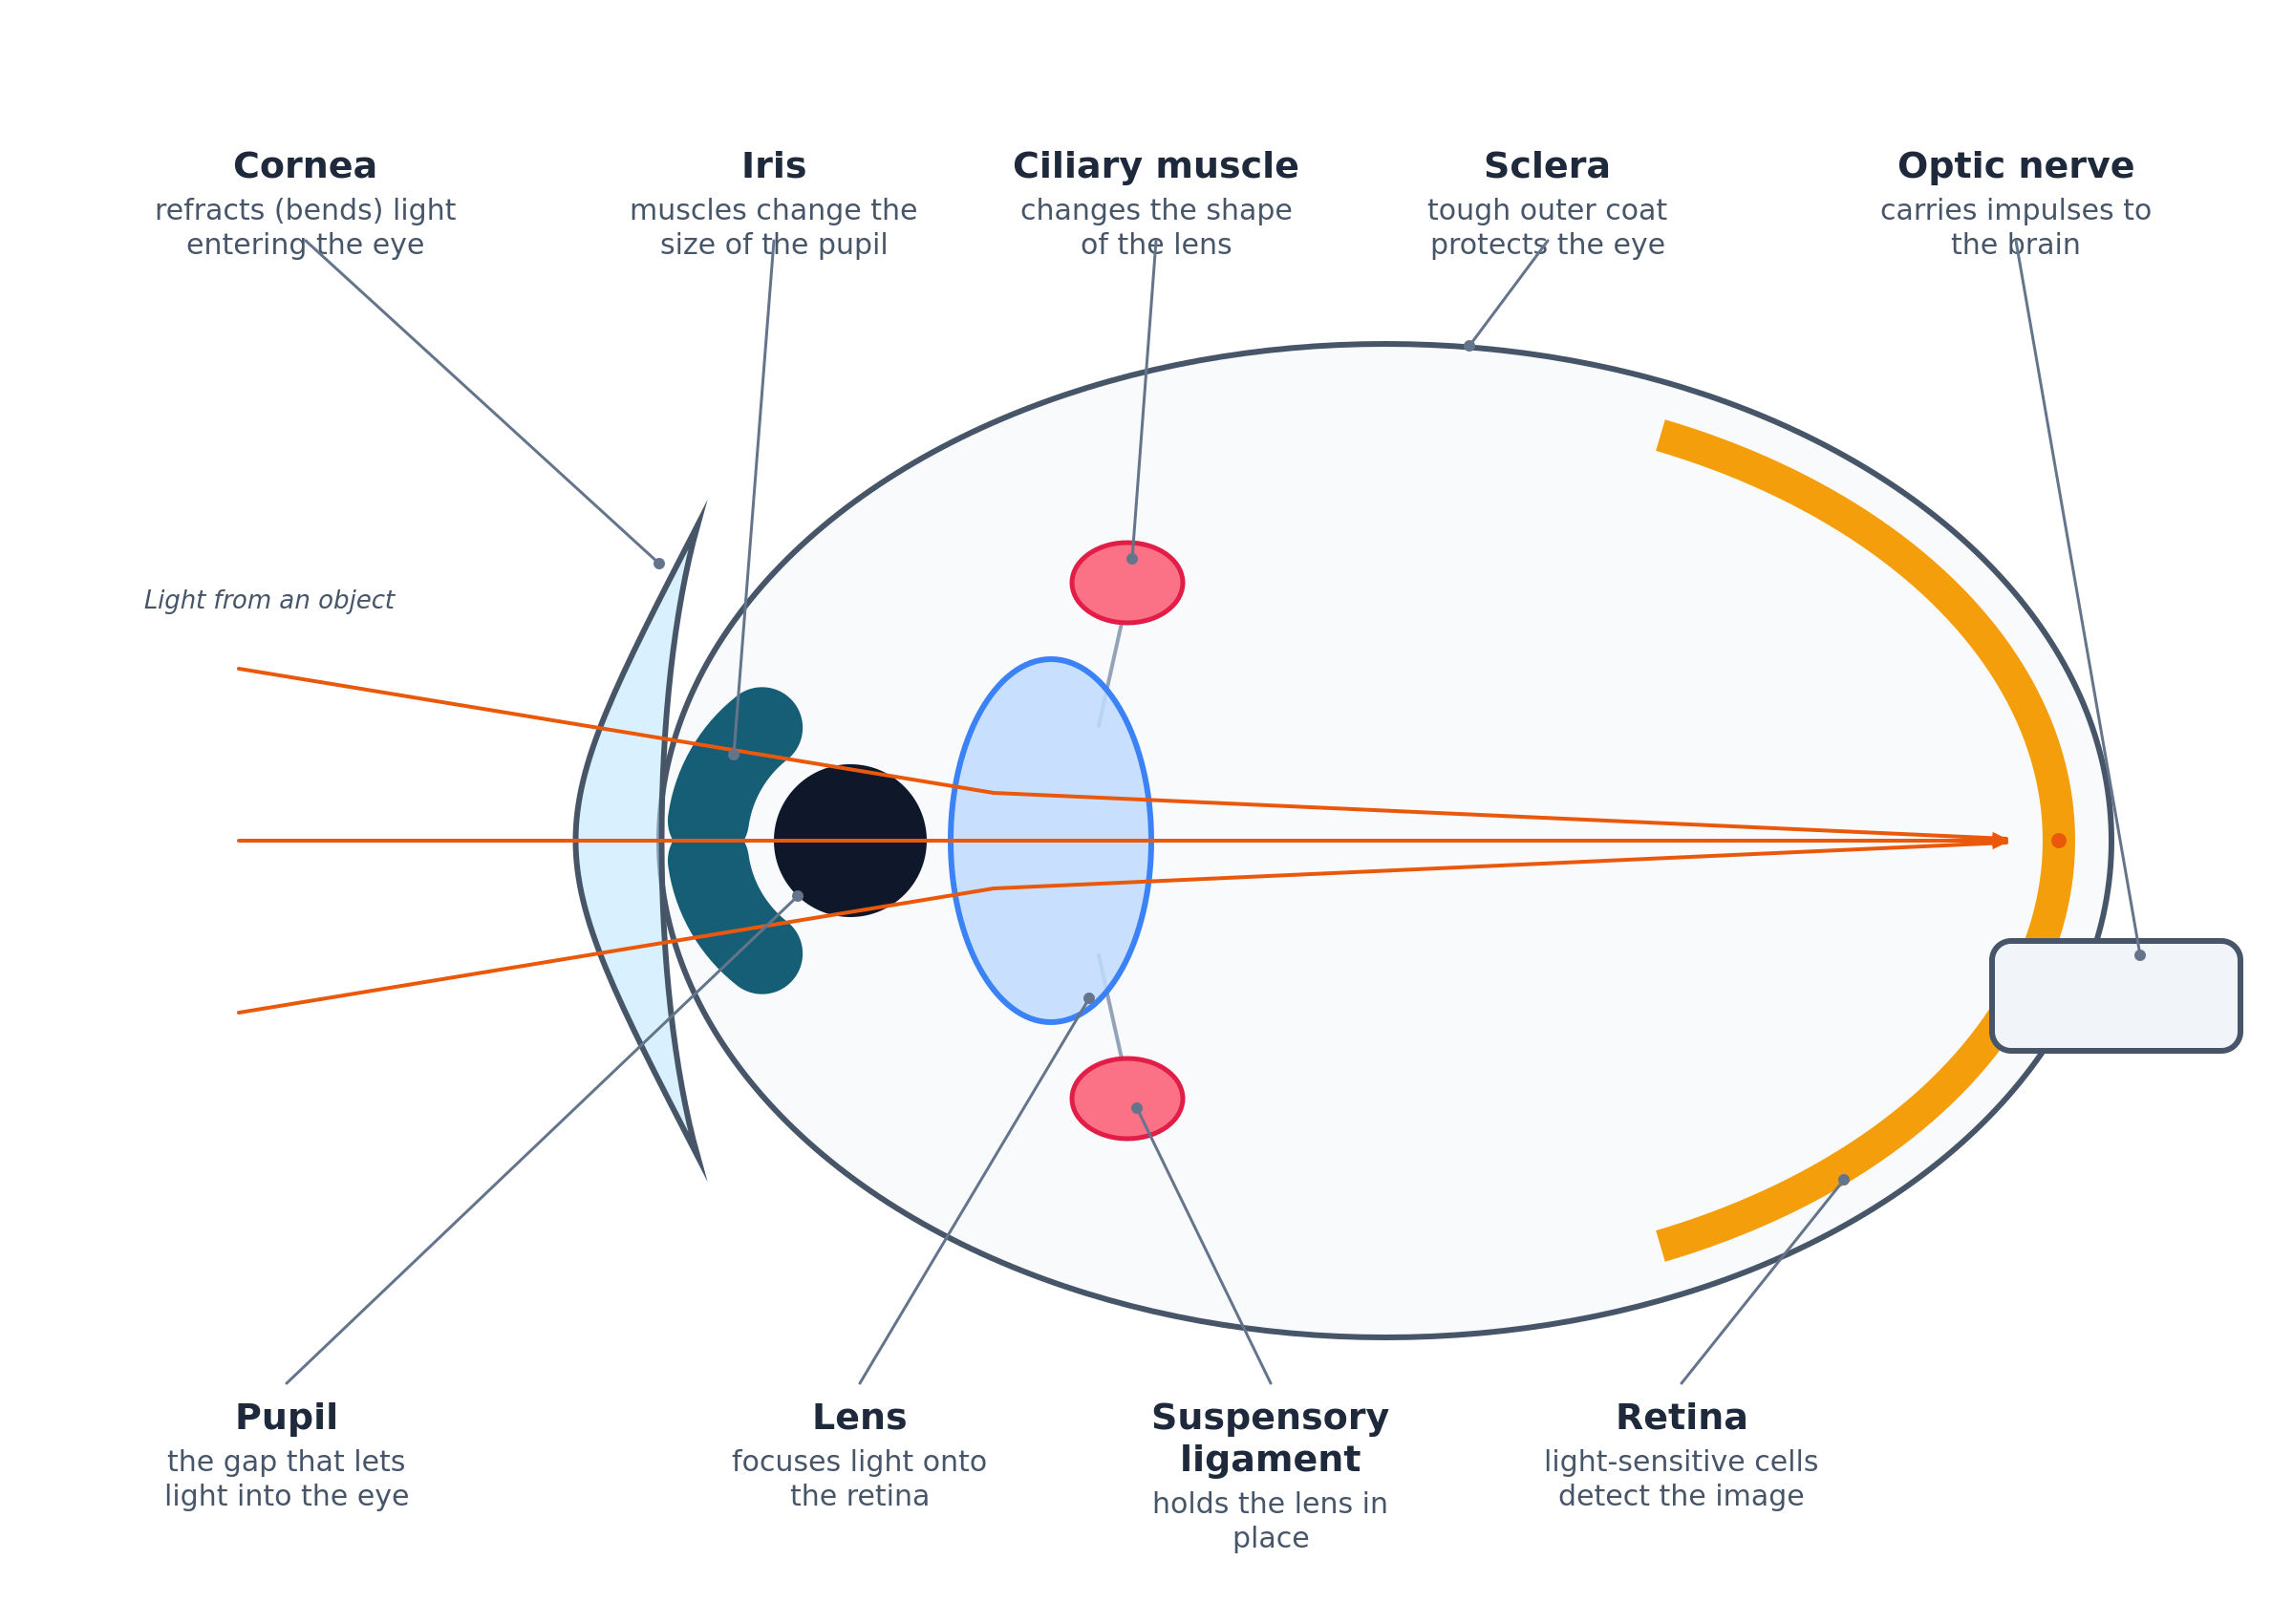 Cornea
refracts (bends) light
entering the eye
Iris
muscles change the
size of the pupil
Ciliary muscle
changes the shape
of the lens
Sclera
tough outer coat
protects the eye
Optic nerve
carries impulses to
the brain
Light from an object
Pupil
the gap that lets
light into the eye
Lens
focuses light onto
the retina
Suspensory
ligament
holds the lens in
place
Retina
light-sensitive cells
detect the image